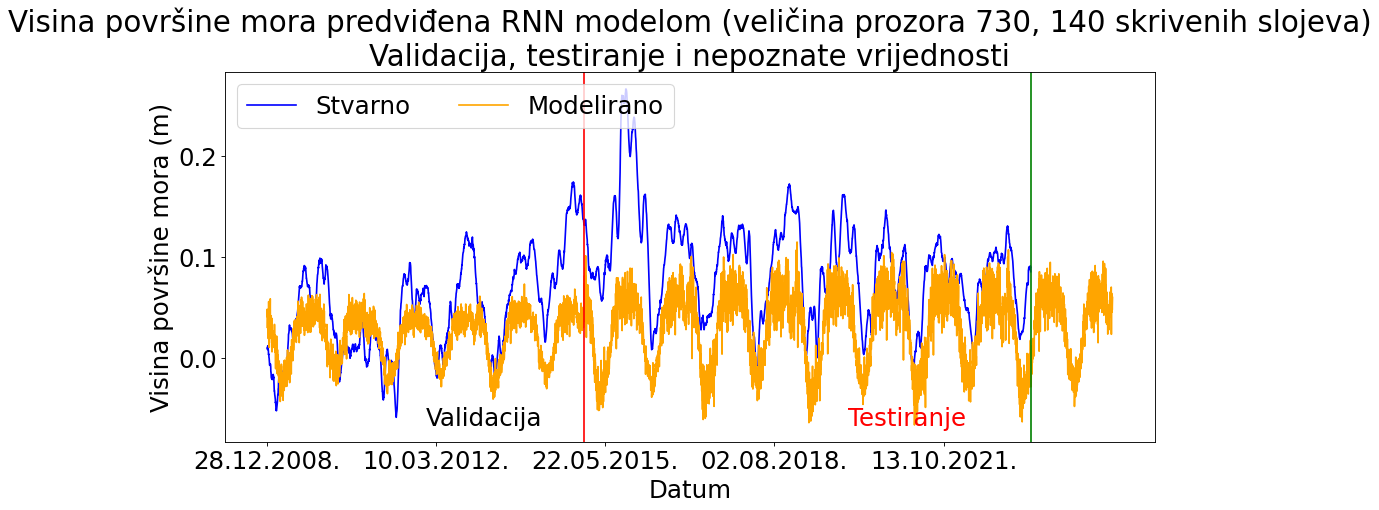 Visina površine mora predviđena RNN modelom (veličina prozora 730, 140 skrivenih slojeva)
Validacija, testiranje i nepoznate vrijednosti
Stvarno
Modelirano
Visina površine mora (m)
0.2
0.1
0.0
Validacija
Testiranje
28.12.2008.
10.03.2012.
22.05.2015.
02.08.2018.
13.10.2021.
Datum